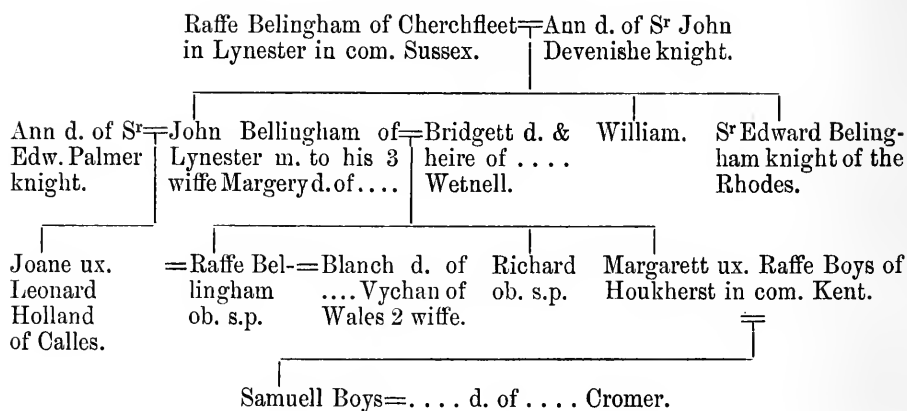 Raffe Belingham of Cherchfleet=Ann d. of Sʳ John
in Lynester in com. Sussex. Devenishe knight.
Ann d. of Sʳ=John Bellingham of=Bridgett d. & William. Sʳ Edward Beling-
Edw. Palmer Lynester m. to his 3 heire of .... ham knight of the
knight. wiffe Margery d. of .... Wetnell. Rhodes.
Joane ux. =Raffe Bel-=Blanch d. of Richard Margarett ux. Raffe Boys of
Leonard lingham ....Vychan of ob. s.p. Houkherst in com. Kent.
Holland ob. s.p. Wales 2 wiffe.
of Calles.
Samuell Boys=.... d. of .... Cromer.